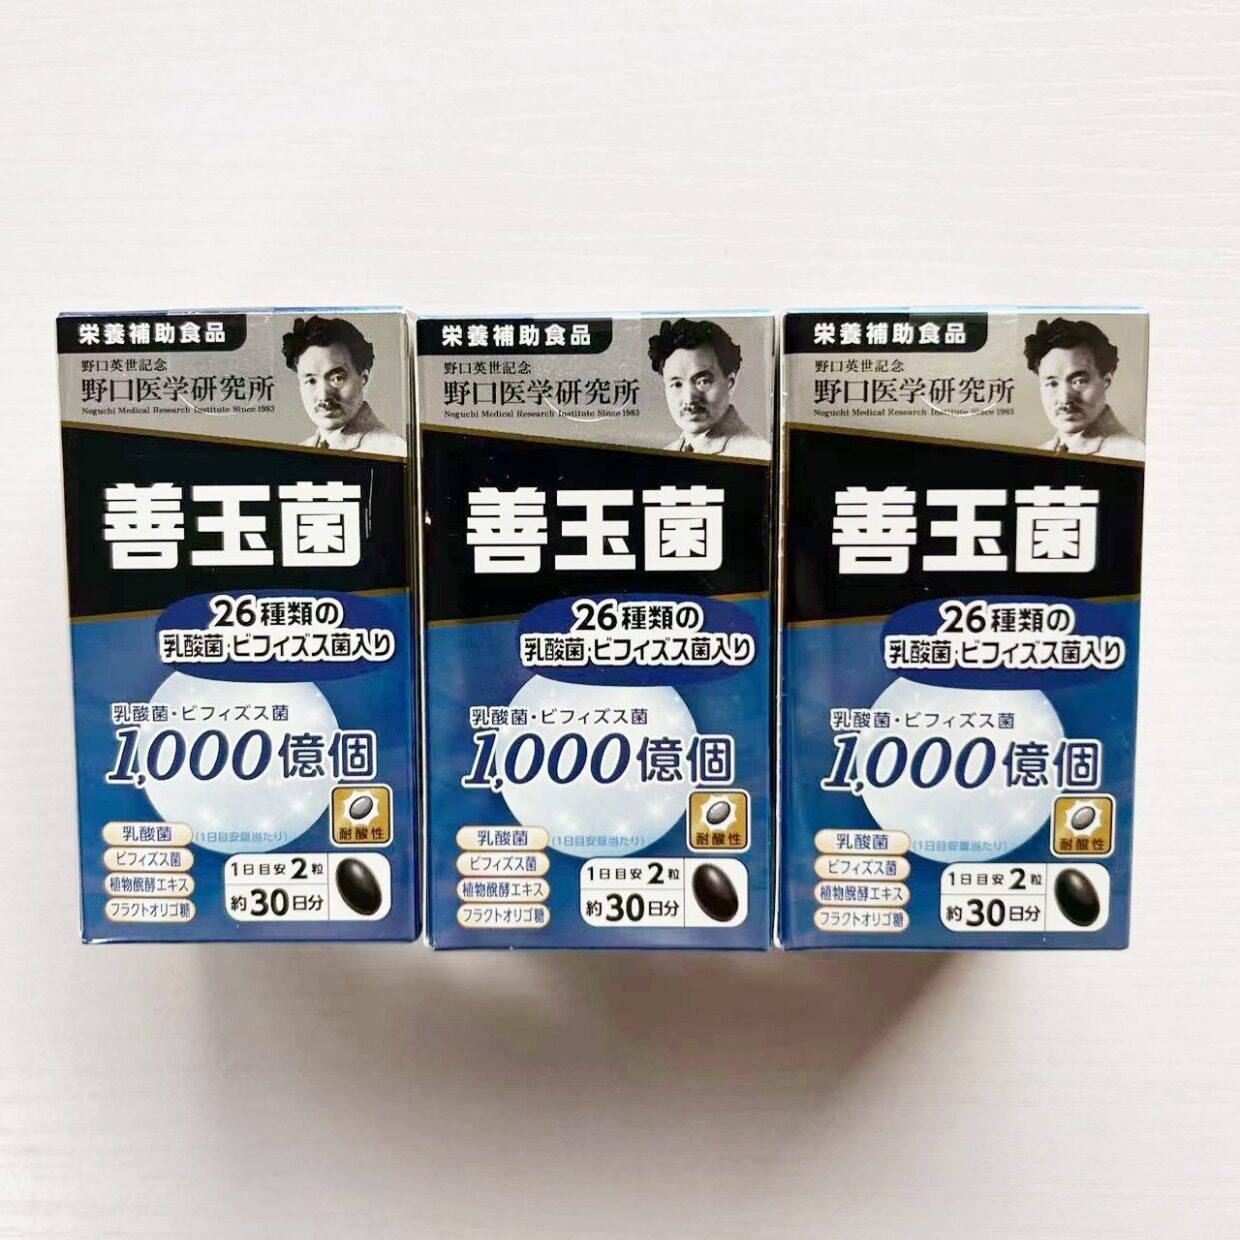 栄養補助食品
野口英世記念
野口医学研究所
Noguchi Medical Research Institute Since 1983
善玉菌
26種類の
乳酸菌・ビフィズス菌入り
乳酸菌・ビフィズス菌
1,000億個
(1日目安量当たり)
耐酸性
乳酸菌
ビフィズス菌
植物醗酵エキス
フラクトオリゴ糖
1日目安2粒
約30日分
栄養補助食品
野口英世記念
野口医学研究所
Noguchi Medical Research Institute Since 1983
善玉菌
26種類の
乳酸菌・ビフィズス菌入り
乳酸菌・ビフィズス菌
1,000億個
(1日目安量当たり)
耐酸性
乳酸菌
ビフィズス菌
植物醗酵エキス
フラクトオリゴ糖
1日目安2粒
約30日分
栄養補助食品
野口英世記念
野口医学研究所
Noguchi Medical Research Institute Since 1983
善玉菌
26種類の
乳酸菌・ビフィズス菌入り
乳酸菌・ビフィズス菌
1,000億個
(1日目安量当たり)
耐酸性
乳酸菌
ビフィズス菌
植物醗酵エキス
フラクトオリゴ糖
1日目安2粒
約30日分